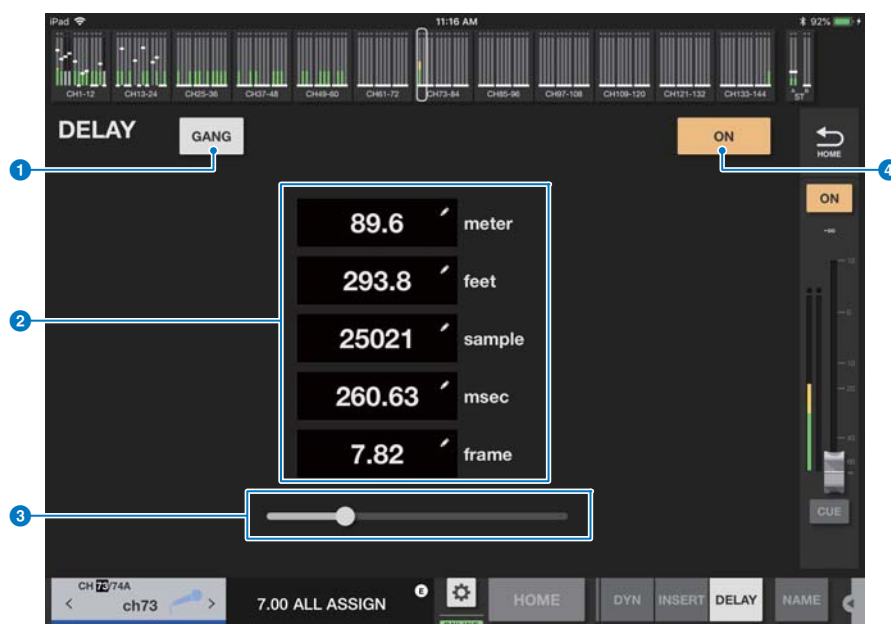 iPad 11:16 AM 92%
CH1-12 CH13-24 CH25-36 CH37-48 CH49-60 CH61-72 CH73-84 CH85-96 CH97-108 CH109-120 CH121-132 CH133-144 A ST B
DELAY GANG ON HOME
1 4
ON
-∞
89.6 meter
10
293.8 feet
2 25021 sample
260.63 msec
20
7.82 frame
3
CUE
CH 73/74A
< ch73 > 7.00 ALL ASSIGN E HOME DYN INSERT DELAY NAME